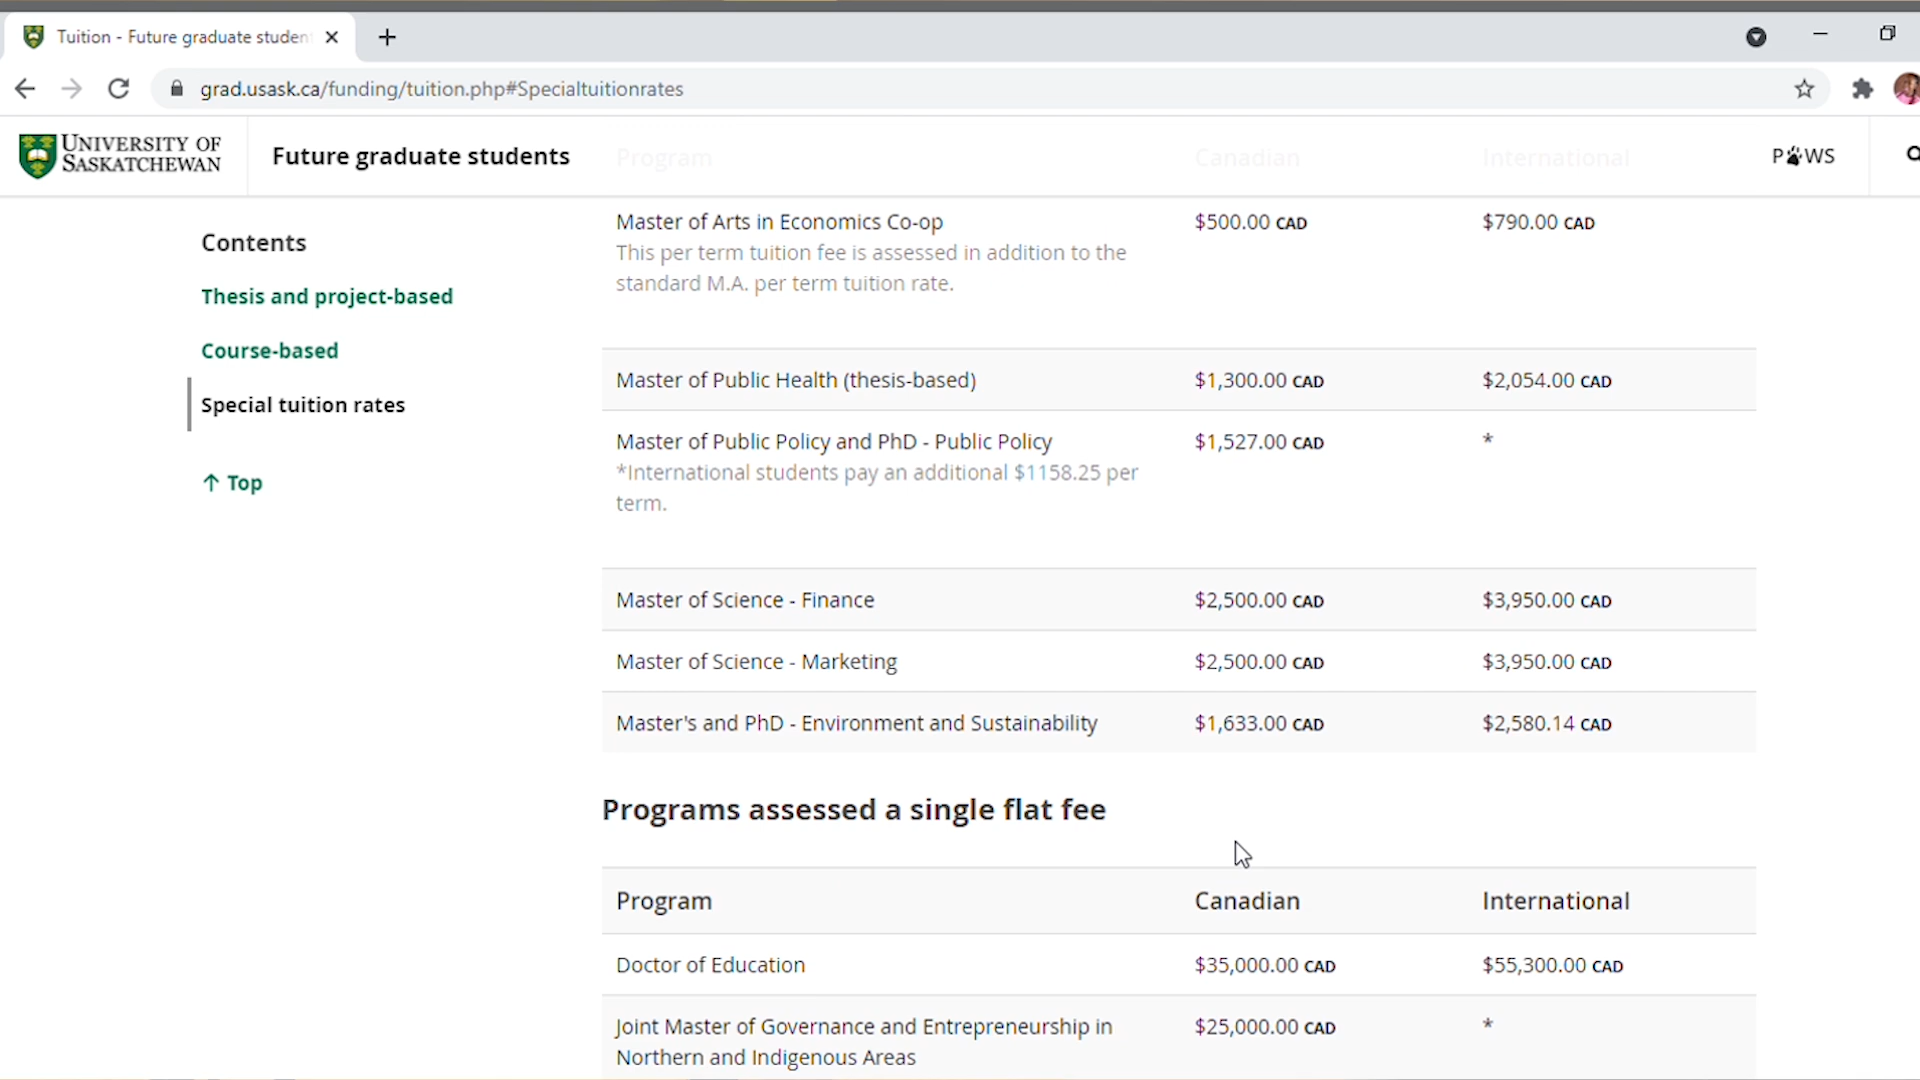 Tuition - Future graduate studen
grad.usask.ca/funding/tuition.php#Specialtuitionrates
UNIVERSITY OF
SASKATCHEWAN
Future graduate students
Program Canadian International
PAWS
Contents
Thesis and project-based
Course-based
Special tuition rates
↑ Top
Master of Arts in Economics Co-op $500.00 CAD $790.00 CAD
This per term tuition fee is assessed in addition to the
standard M.A. per term tuition rate.
Master of Public Health (thesis-based) $1,300.00 CAD $2,054.00 CAD
Master of Public Policy and PhD - Public Policy $1,527.00 CAD *
*International students pay an additional $1158.25 per
term.
Master of Science - Finance $2,500.00 CAD $3,950.00 CAD
Master of Science - Marketing $2,500.00 CAD $3,950.00 CAD
Master's and PhD - Environment and Sustainability $1,633.00 CAD $2,580.14 CAD
Programs assessed a single flat fee
Program Canadian International
Doctor of Education $35,000.00 CAD $55,300.00 CAD
Joint Master of Governance and Entrepreneurship in $25,000.00 CAD *
Northern and Indigenous Areas